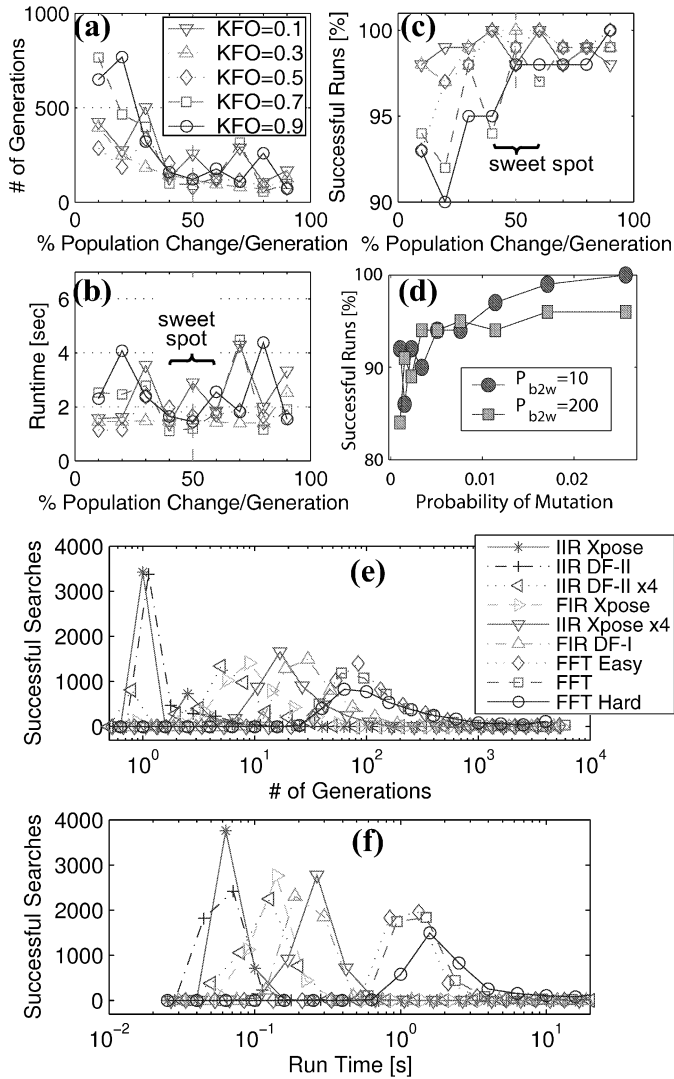 (a)
1000
500
0
# of Generations
KFO=0.1
KFO=0.3
KFO=0.5
KFO=0.7
KFO=0.9
0 50 100
% Population Change/Generation
(c)
100
95
90
Successful Runs [%]
sweet spot
0 50 100
% Population Change/Generation
(b)
6
4
2
0
Runtime [sec]
sweet spot
0 50 100
% Population Change/Generation
(d)
100
90
80
Successful Runs [%]
P b2w =10
P b2w =200
0 0.01 0.02
Probability of Mutation
(e)
4000
3000
2000
1000
0
Successful Searches
IIR Xpose
IIR DF-II
IIR DF-II x4
FIR Xpose
IIR Xpose x4
FIR DF-I
FFT Easy
FFT
FFT Hard
10^0 10^1 10^2 10^3 10^4
# of Generations
(f)
4000
3000
2000
1000
0
Successful Searches
10^-2 10^-1 10^0 10^1
Run Time [s]